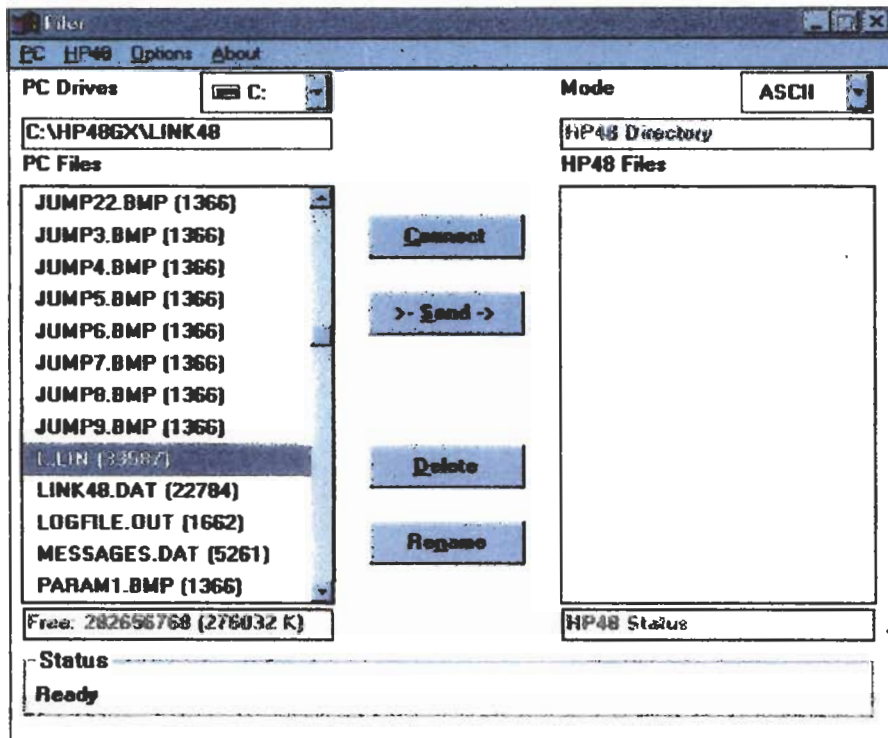 Filer
PC HP48 Options About
PC Drives
C:
Mode
ASCII
C:\HP48GX\LINK48
HP48 Directory
PC Files
HP48 Files
JUMP22.BMP (1366)
JUMP3.BMP (1366)
JUMP4.BMP (1366)
JUMP5.BMP (1366)
JUMP6.BMP (1366)
JUMP7.BMP (1366)
JUMP8.BMP (1366)
JUMP9.BMP (1366)
L.LIN (33587)
LINK48.DAT (22784)
LOGFILE.OUT (1662)
MESSAGES.DAT (5261)
PARAM1.BMP (1366)
Connect
>- Send ->
Delete
Rename
Free: 282656768 (276032 K)
HP48 Status
Status
Ready